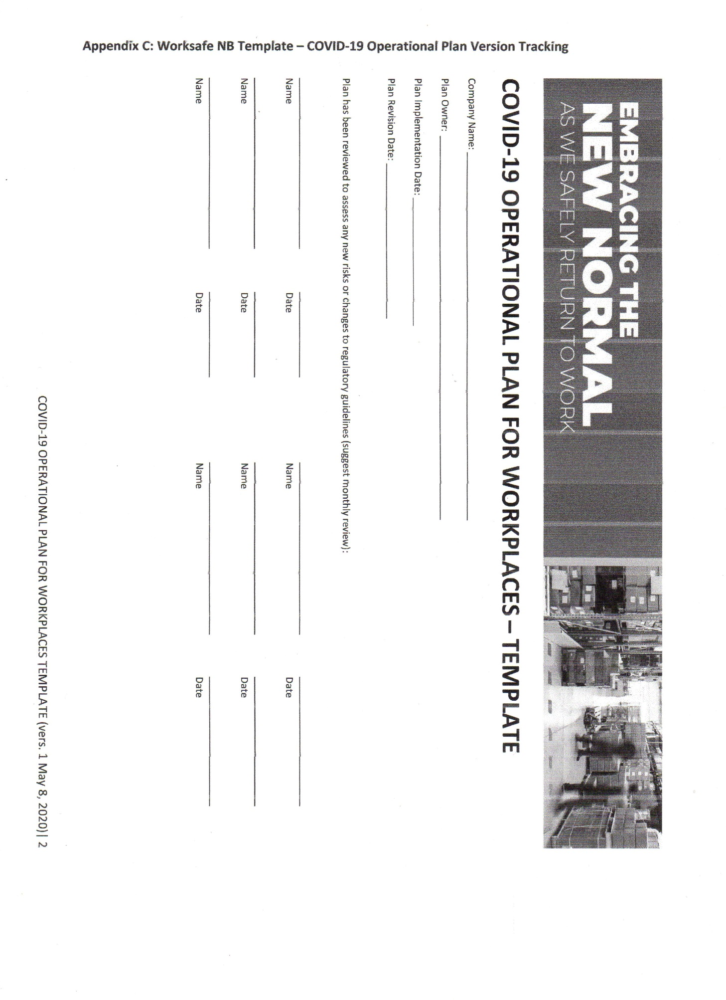 Appendix C: Worksafe NB Template – COVID-19 Operational Plan Version Tracking
EMBRACING THE
NEW NORMAL
AS WE SAFELY RETURN TO WORK
COVID-19 OPERATIONAL PLAN FOR WORKPLACES – TEMPLATE
Company Name:
Plan Owner:
Plan Implementation Date:
Plan Revision Date:
Plan has been reviewed to assess any new risks or changes to regulatory guidelines (suggest monthly review):
Name Date Name Date
Name Date Name Date
Name Date Name Date
COVID-19 OPERATIONAL PLAN FOR WORKPLACES TEMPLATE (vers. 1 May 8, 2020)| 2